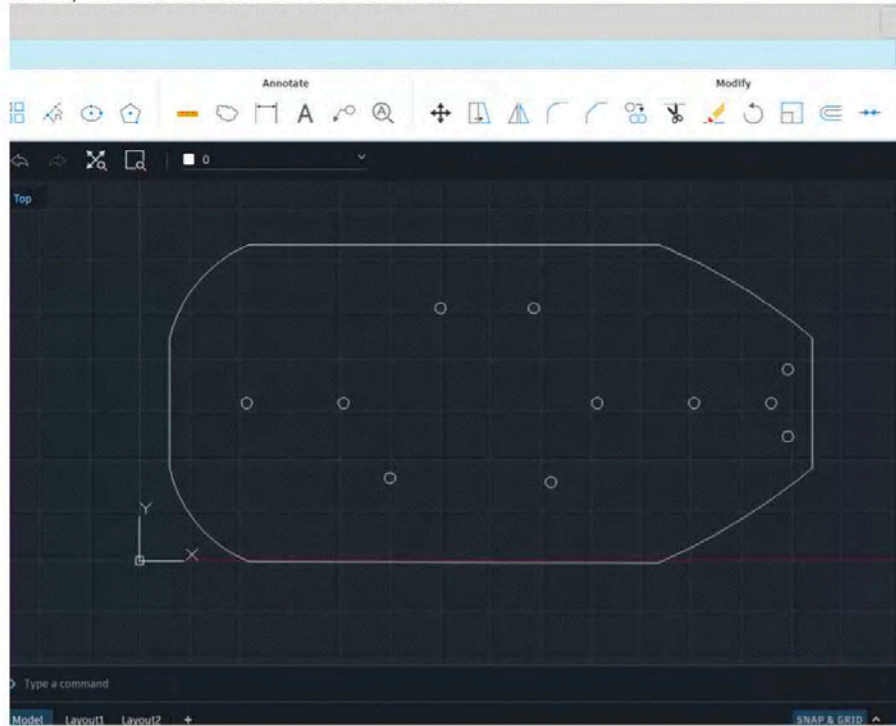 Annotate
Modify
A
A
0
Top
Y
X
Type a command
Model Layout1 Layout2 +
SNAP & GRID